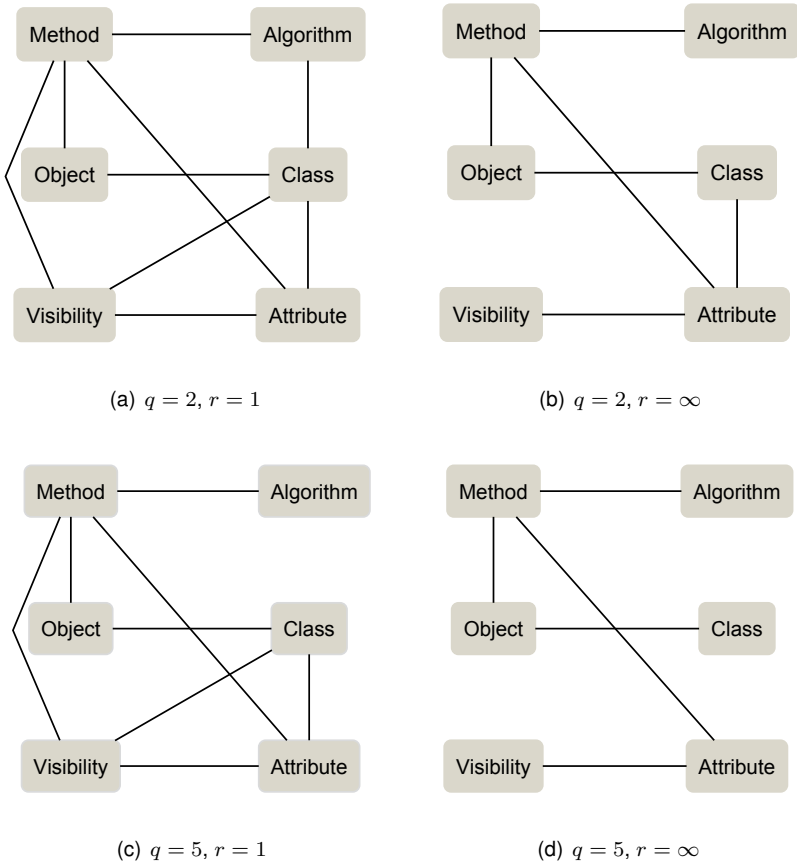 Method Algorithm
Object Class
Visibility Attribute
(a) q = 2, r = 1
Method Algorithm
Object Class
Visibility Attribute
(b) q = 2, r = ∞
Method Algorithm
Object Class
Visibility Attribute
(c) q = 5, r = 1
Method Algorithm
Object Class
Visibility Attribute
(d) q = 5, r = ∞